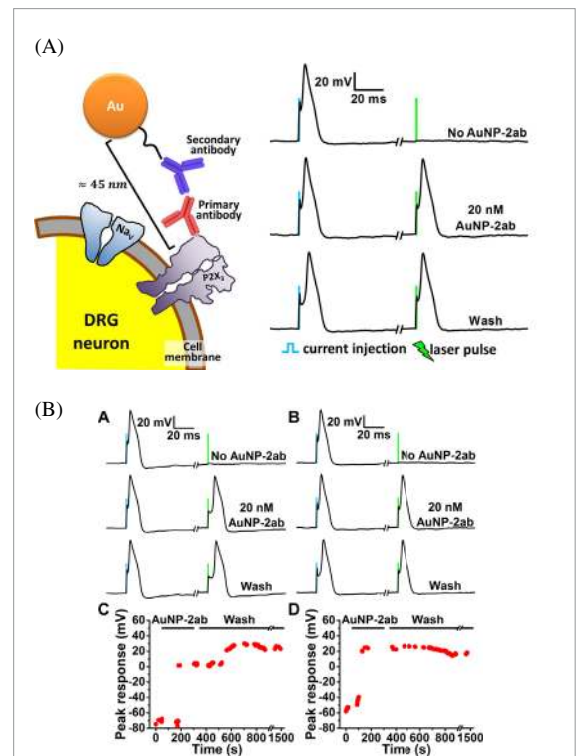 (A)
Au
Secondary
antibody
≈ 45 nm
Primary
antibody
Nav
P2X3
DRG
neuron
Cell
membrane
20 mV
20 ms
No AuNP-2ab
20 nM
AuNP-2ab
Wash
current injection
laser pulse
(B)
A
20 mV
20 ms
No AuNP-2ab
20 nM
AuNP-2ab
Wash
B
20 mV
20 ms
No AuNP-2ab
20 nM
AuNP-2ab
Wash
C
AuNP-2ab
Wash
Peak response (mV)
60
40
20
0
-20
-40
-60
-80
0 200 400 600 800 1500
Time (s)
D
AuNP-2ab
Wash
Peak response (mV)
60
40
20
0
-20
-40
-60
-80
0 200 400 600 800 1500
Time (s)